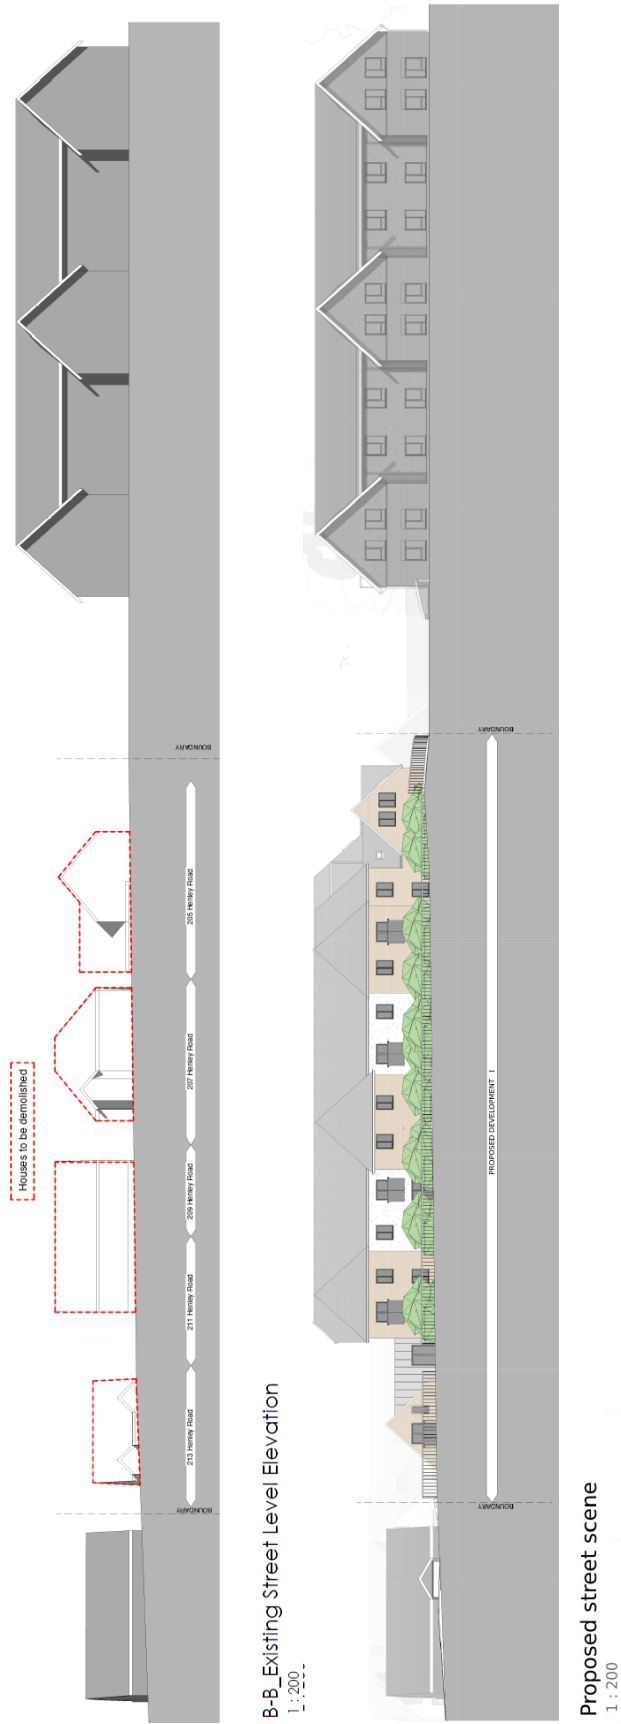 Houses to be demolished
BOUNDARY
213 Henley Road
211 Henley Road
209 Henley Road
207 Henley Road
205 Henley Road
BOUNDARY
B-B_Existing Street Level Elevation
1 : 200
BOUNDARY
PROPOSED DEVELOPMENT
BOUNDARY
Proposed street scene
1 : 200